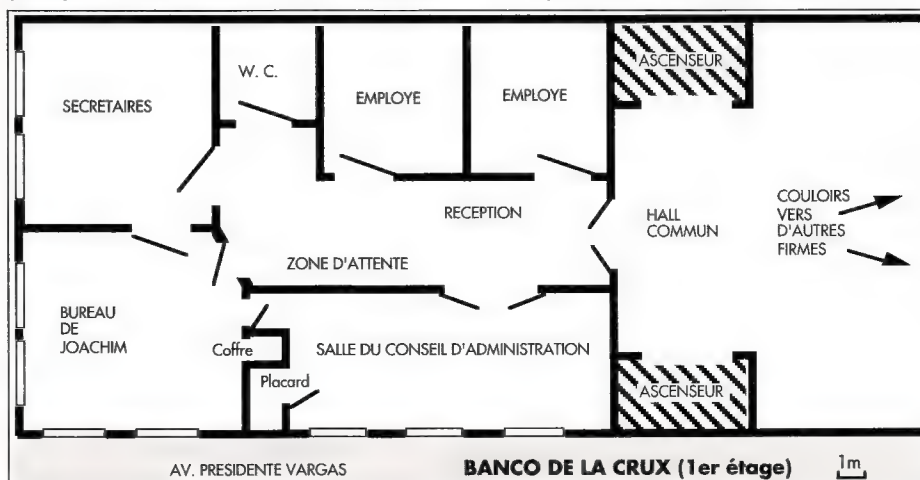 ASCENSEUR
W. C.
SECRETAIRES
EMPLOYE
EMPLOYE
COULOIRS
VERS
D'AUTRES
FIRMES
RECEPTION
HALL
COMMUN
ZONE D'ATTENTE
BUREAU
DE
JOACHIM
Coffre
SALLE DU CONSEIL D'ADMINISTRATION
Placard
ASCENSEUR
AV. PRESIDENTE VARGAS
BANCO DE LA CRUX (1er étage)
1m